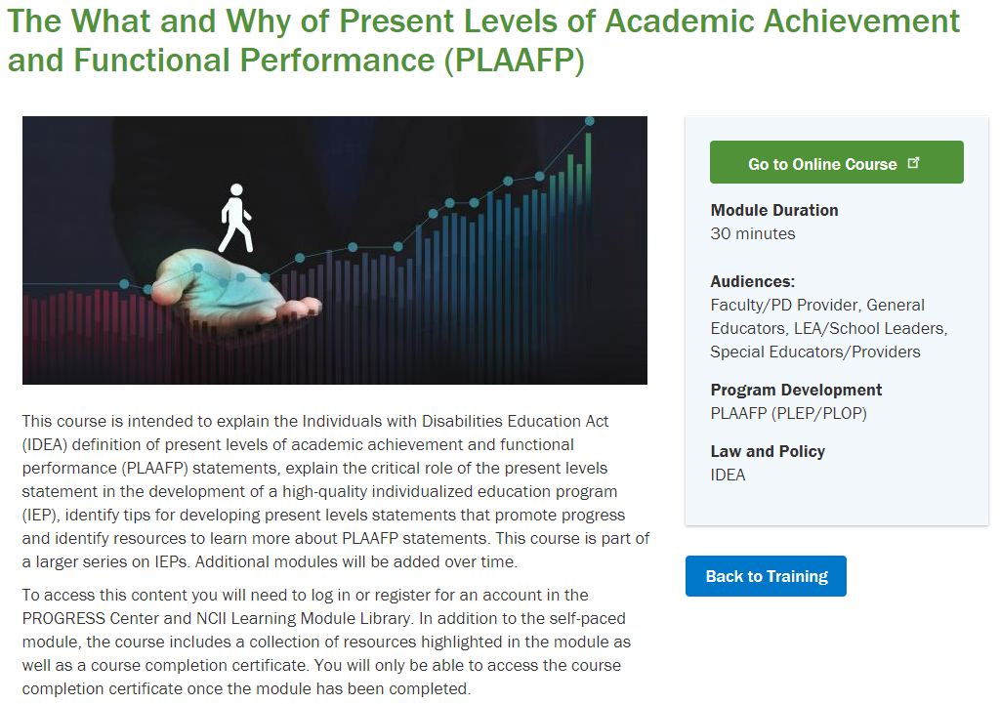 The What and Why of Present Levels of Academic Achievement
and Functional Performance (PLAAFP)
This course is intended to explain the Individuals with Disabilities Education Act
(IDEA) definition of present levels of academic achievement and functional
performance (PLAAFP) statements, explain the critical role of the present levels
statement in the development of a high-quality individualized education program
(IEP), identify tips for developing present levels statements that promote progress
and identify resources to learn more about PLAAFP statements. This course is part of
a larger series on IEPs. Additional modules will be added over time.
To access this content you will need to log in or register for an account in the
PROGRESS Center and NCII Learning Module Library. In addition to the self-paced
module, the course includes a collection of resources highlighted in the module as
well as a course completion certificate. You will only be able to access the course
completion certificate once the module has been completed.
Go to Online Course
Module Duration
30 minutes
Audiences:
Faculty/PD Provider, General
Educators, LEA/School Leaders,
Special Educators/Providers
Program Development
PLAAFP (PLEP/PLOP)
Law and Policy
IDEA
Back to Training